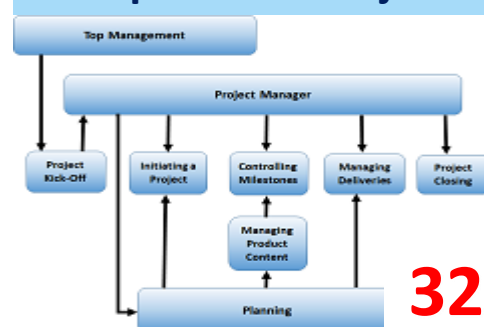 Top Management
Project Manager
Project
Kick-Off
Initiating a
Project
Controlling
Milestones
Managing
Deliveries
Project
Closing
Managing
Product
Content
Planning
32